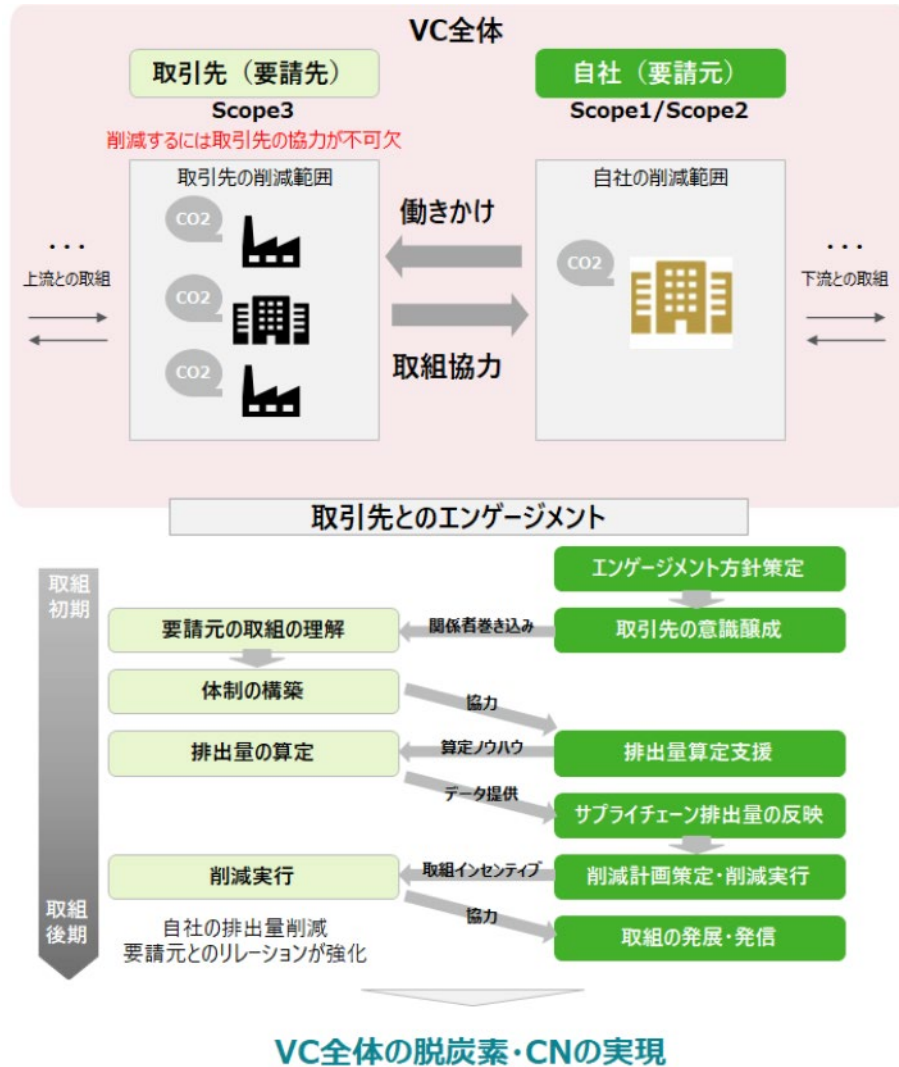 VC全体
取引先（要請先）
自社（要請元）
Scope3
Scope1/Scope2
削減するには取引先の協力が不可欠
取引先の削減範囲
自社の削減範囲
CO2
CO2
CO2
CO2
働きかけ
取組協力
・・・
上流との取組
・・・
下流との取組
取引先とのエンゲージメント
取組
初期
エンゲージメント方針策定
要請元の取組の理解
関係者巻き込み
取引先の意識醸成
体制の構築
協力
排出量の算定
算定ノウハウ
排出量算定支援
データ提供
サプライチェーン排出量の反映
削減実行
取組インセンティブ
削減計画策定・削減実行
協力
取組の発展・発信
取組
後期
自社の排出量削減
要請元とのリレーションが強化
VC全体の脱炭素・CNの実現